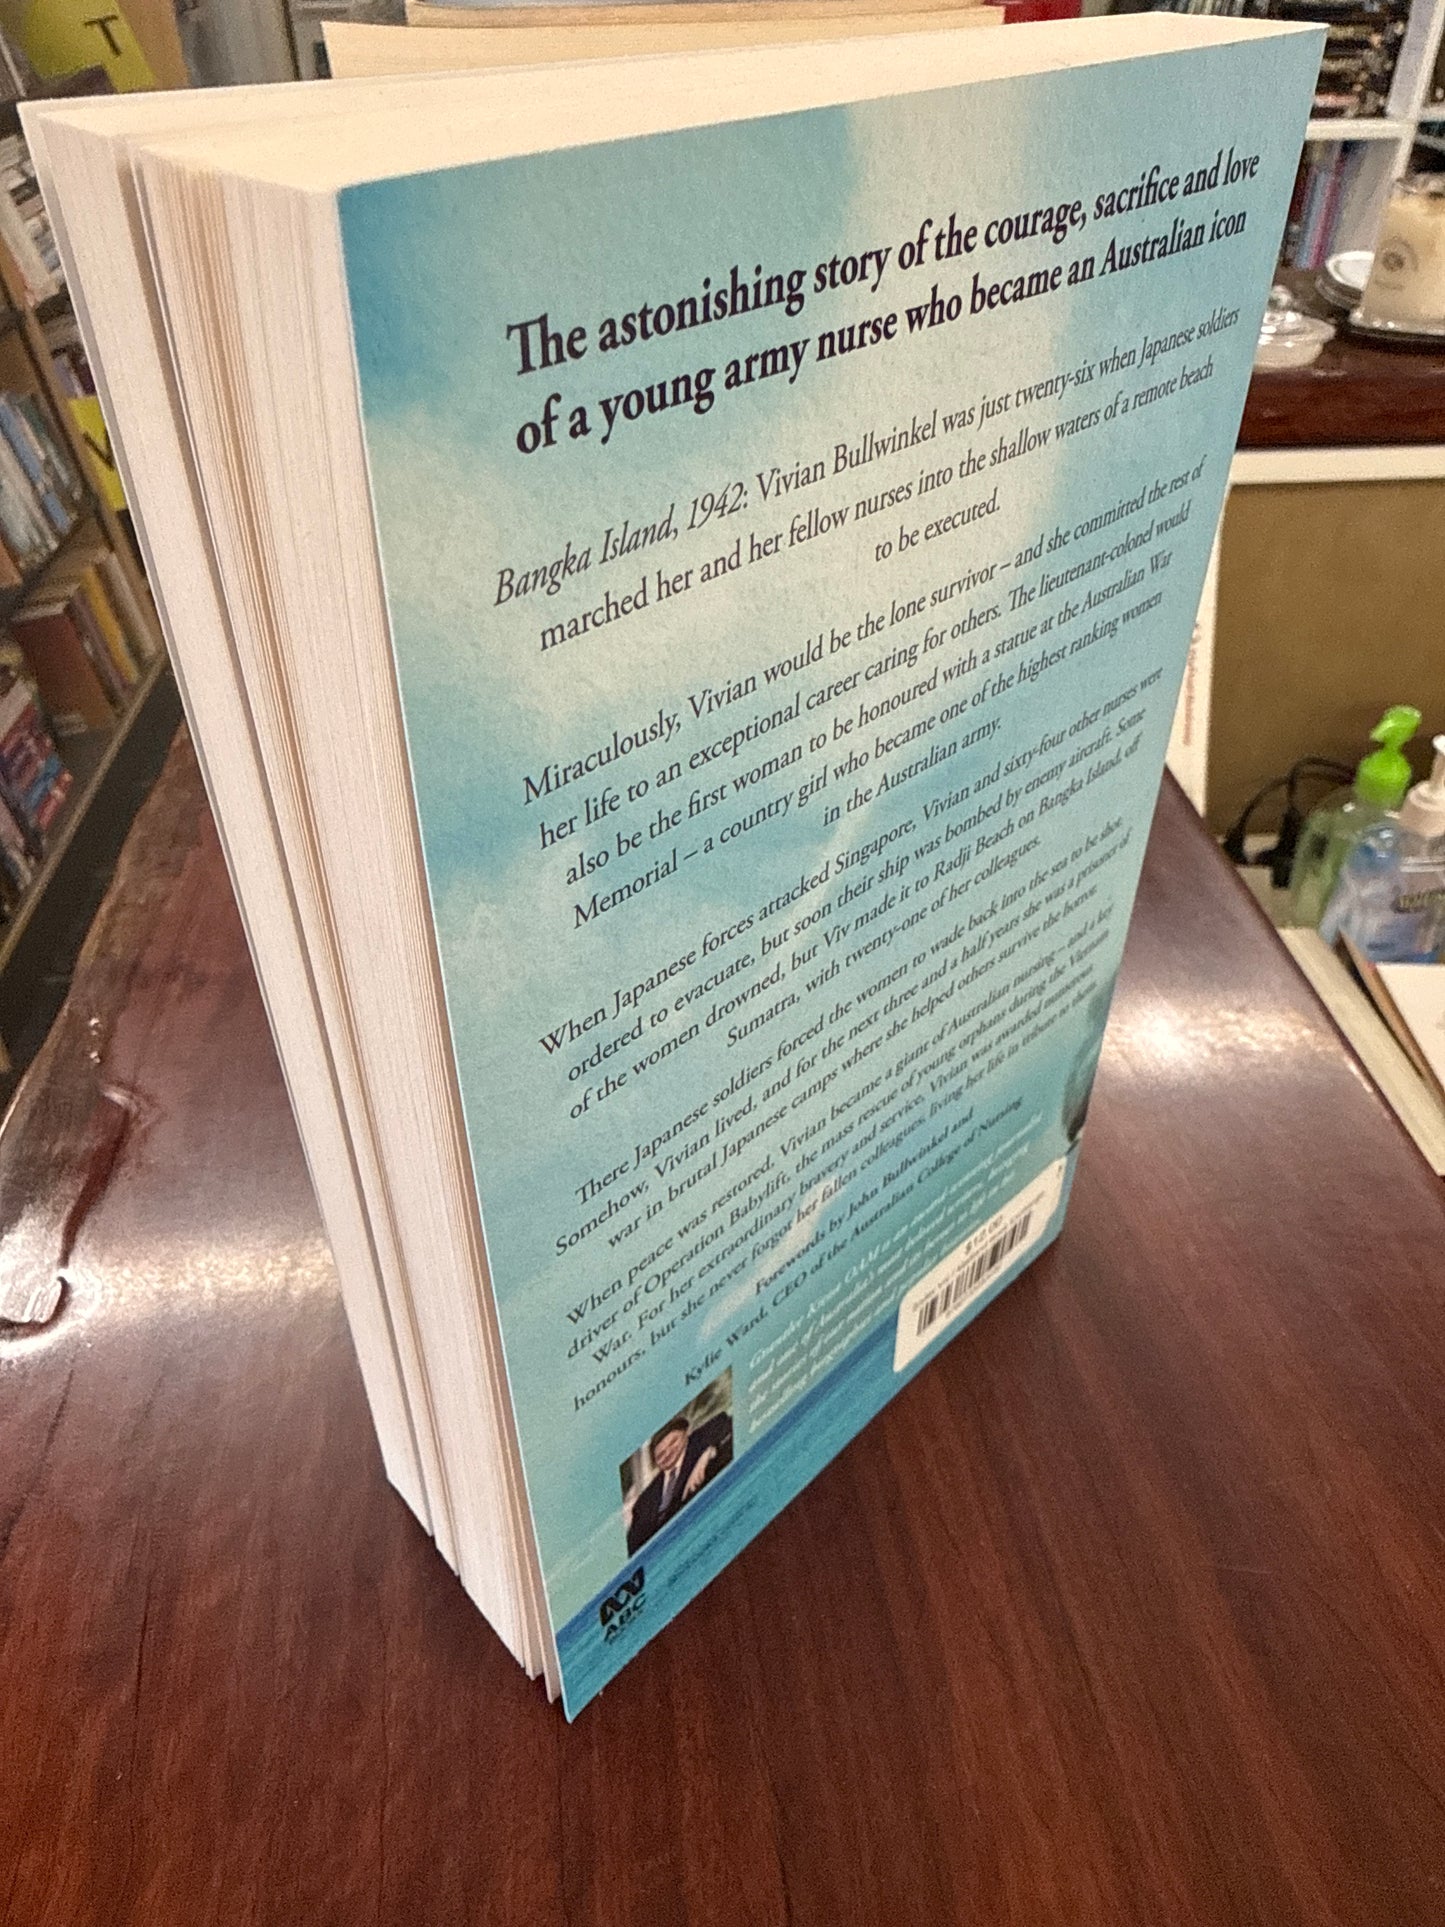 The astonishing story of the courage, sacrifice and love
of a young army nurse who became an Australian icon
Bangka Island, 1942: Vivian Bullwinkel was just twenty-six when Japanese soldiers
marched her and her fellow nurses into the shallow waters of a remote beach
to be executed.
Miraculously, Vivian would be the lone survivor – and she committed the rest of
her life to an exceptional career caring for others. The lieutenant-colonel would
also be the first woman to be honoured with a statue at the Australian War
Memorial – a country girl who became one of the highest ranking women
in the Australian army.
When Japanese forces attacked Singapore, Vivian and sixty-four other nurses were
ordered to evacuate, but soon their ship was bombed by enemy aircraft. Some
of the women drowned, but Viv made it to Radji Beach on Bangka Island, off
Sumatra, with twenty-one of her colleagues.
There Japanese soldiers forced the women to wade back into the sea to be shot.
Somehow, Vivian lived, and for the next three and a half years she was a prisoner of
war in brutal Japanese camps where she helped others survive the horror.
When peace was restored, Vivian became a giant of Australian nursing – and a key
driver of Operation Babylift, the mass rescue of young orphans during the Vietnam
War. For her extraordinary bravery and service, Vivian was awarded numerous
honours, but she never forgot her fallen colleagues, living her life in tribute to them.
Forewords by John Bullwinkel and
Kylie Ward, CEO of the Australian College of Nursing
$12.00
ABC
T